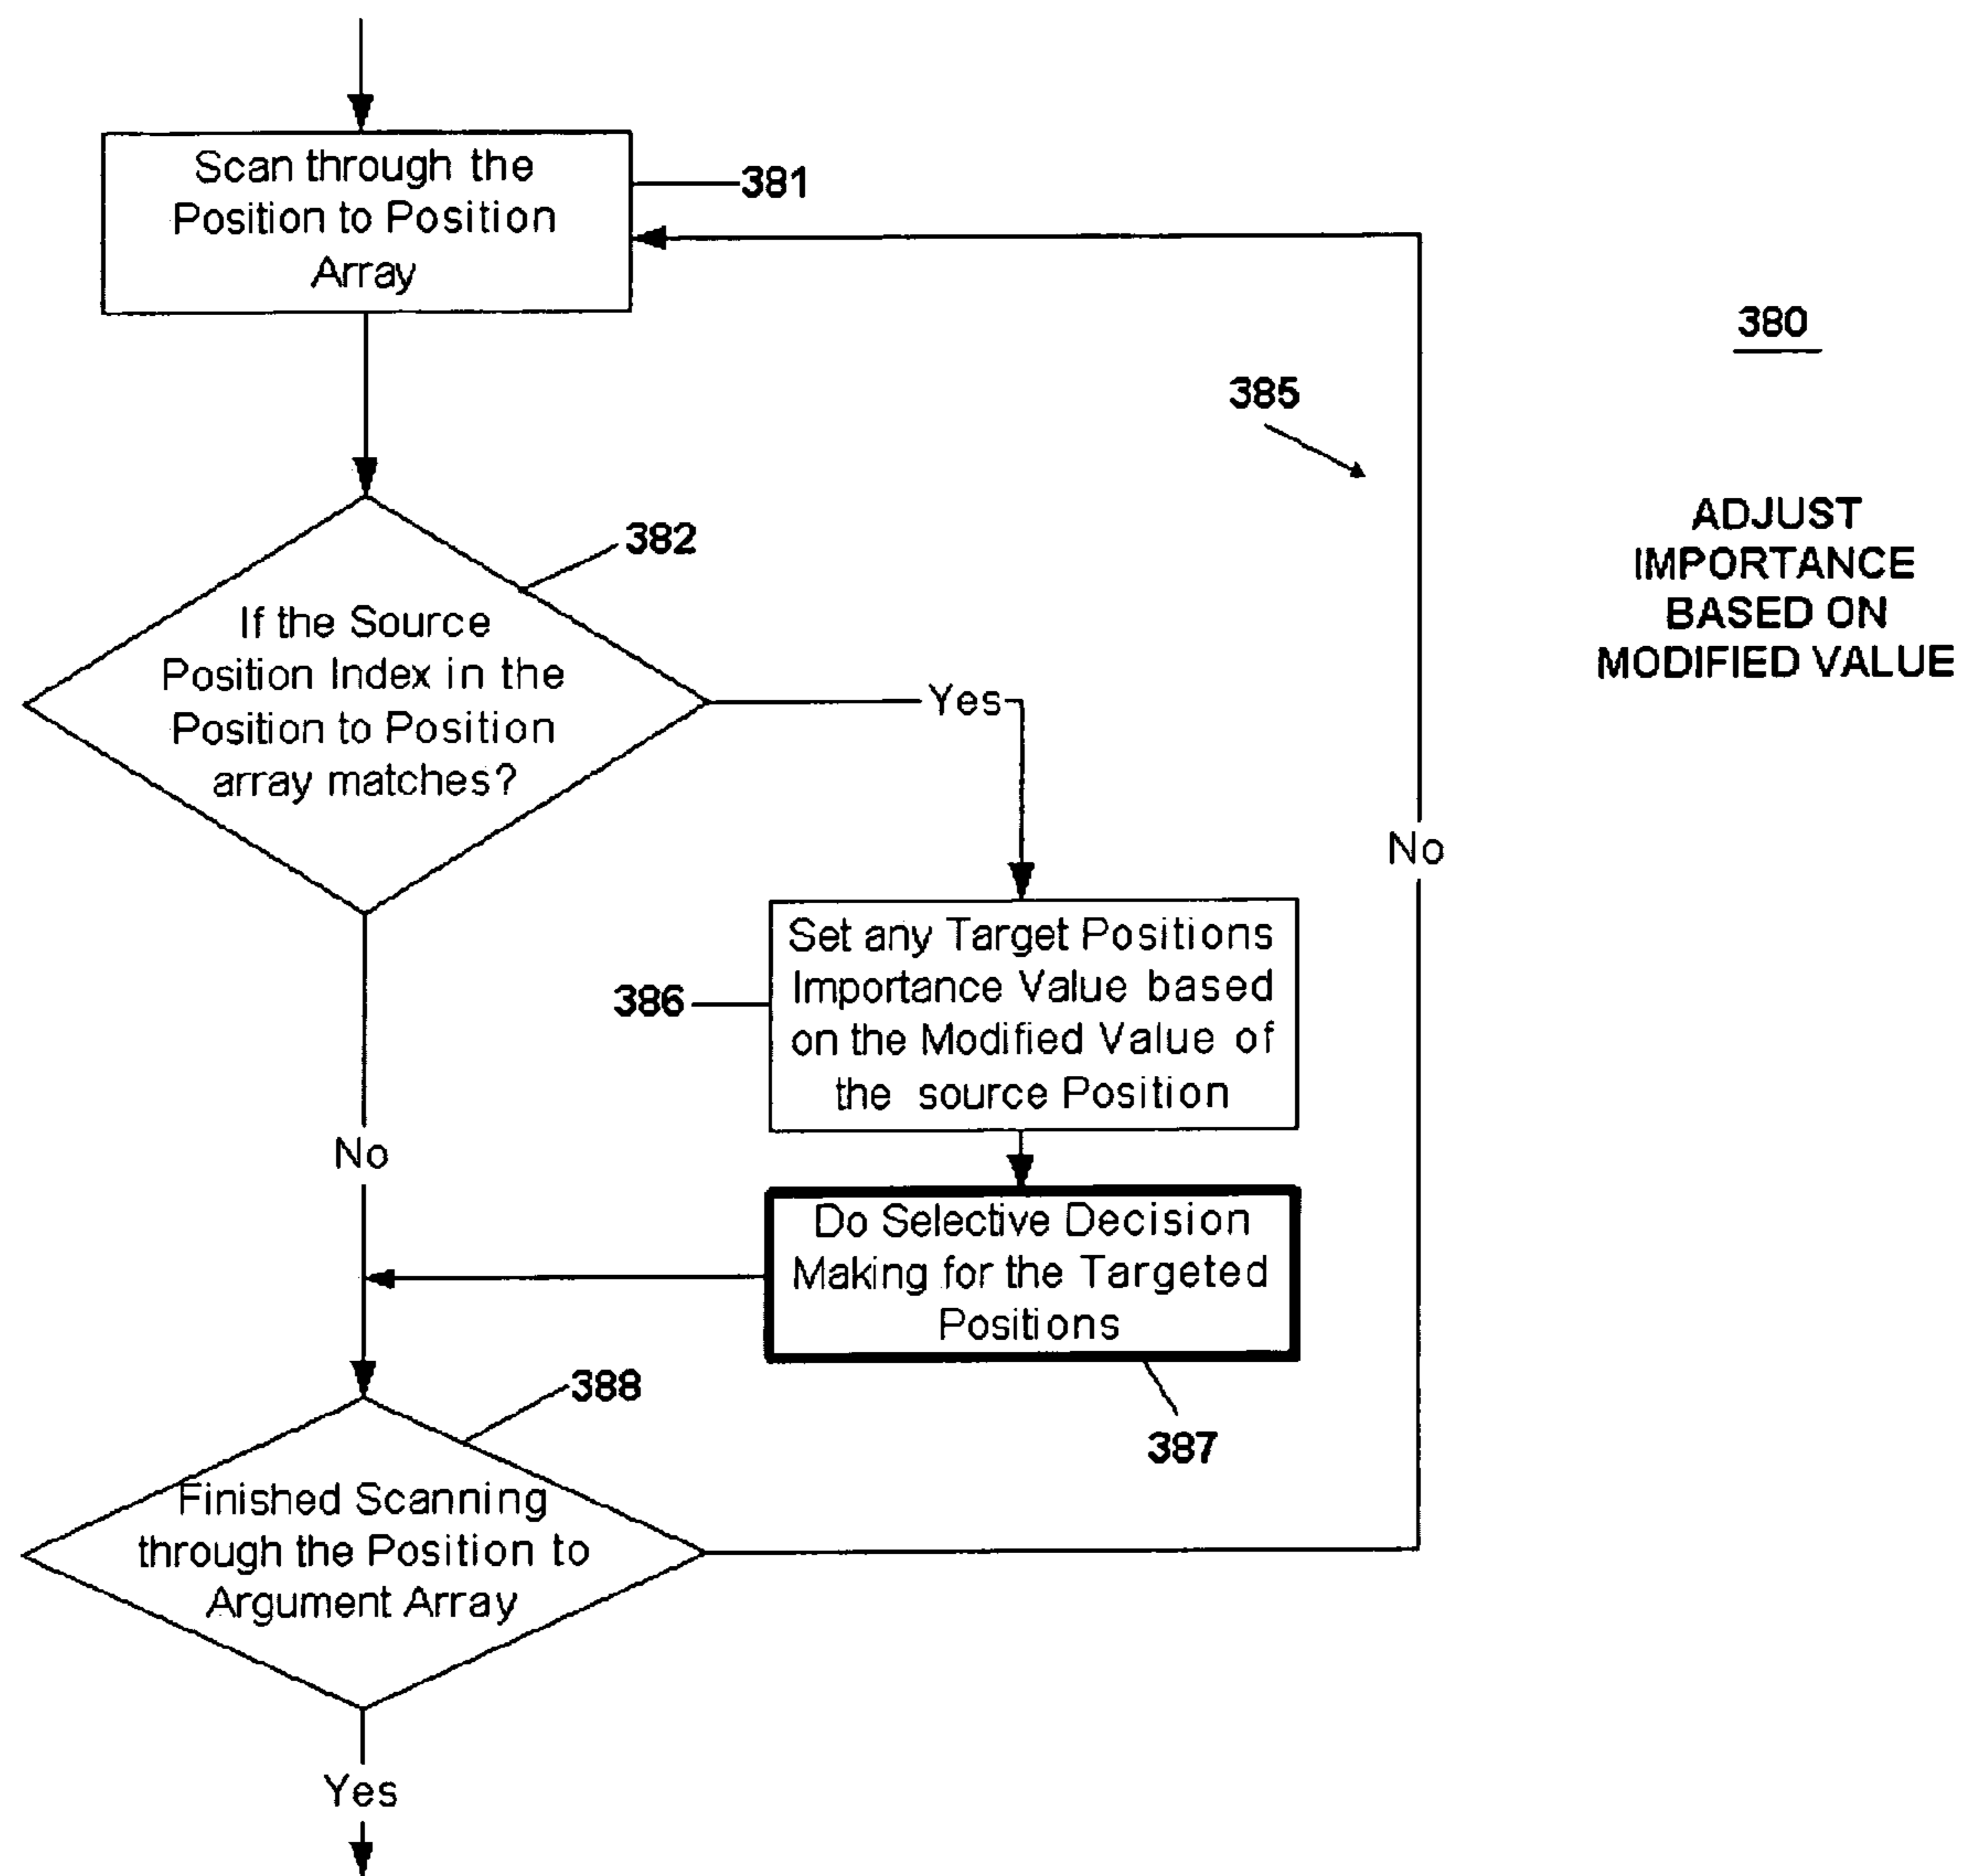 Scan through the
Position to Position
Array
381
380
385
ADJUST
IMPORTANCE
BASED ON
MODIFIED VALUE
382
If the Source
Position Index in the
Position to Position
array matches?
Yes
No
Set any Target Positions
Importance Value based
on the Modified Value of
the source Position
386
No
Do Selective Decision
Making for the Targeted
Positions
387
388
Finished Scanning
through the Position to
Argument Array
Yes